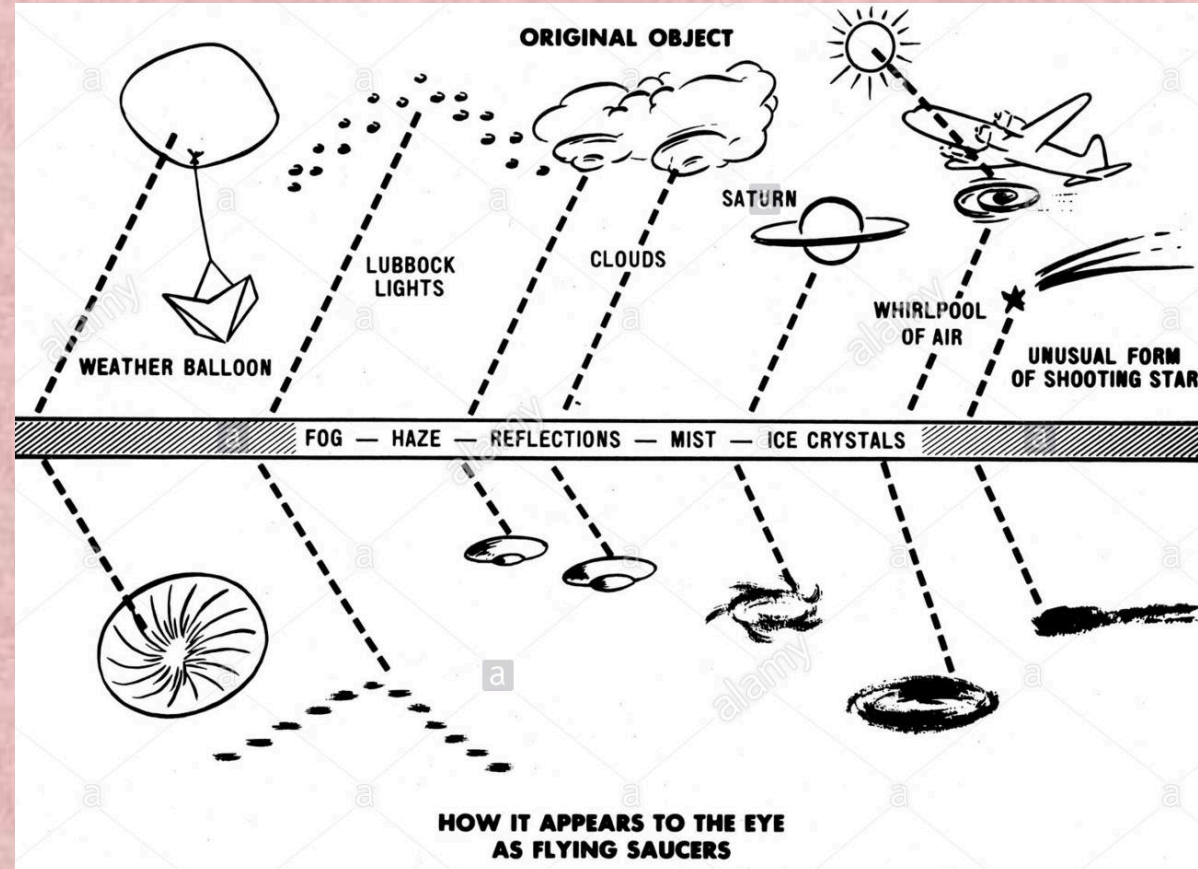 ORIGINAL OBJECT
SATURN
LUBBOCK
LIGHTS
CLOUDS
WHIRLPOOL
OF AIR
WEATHER BALLOON
UNUSUAL FORM
OF SHOOTING STAR
FOG — HAZE — REFLECTIONS — MIST — ICE CRYSTALS
HOW IT APPEARS TO THE EYE
AS FLYING SAUCERS
a
alamy